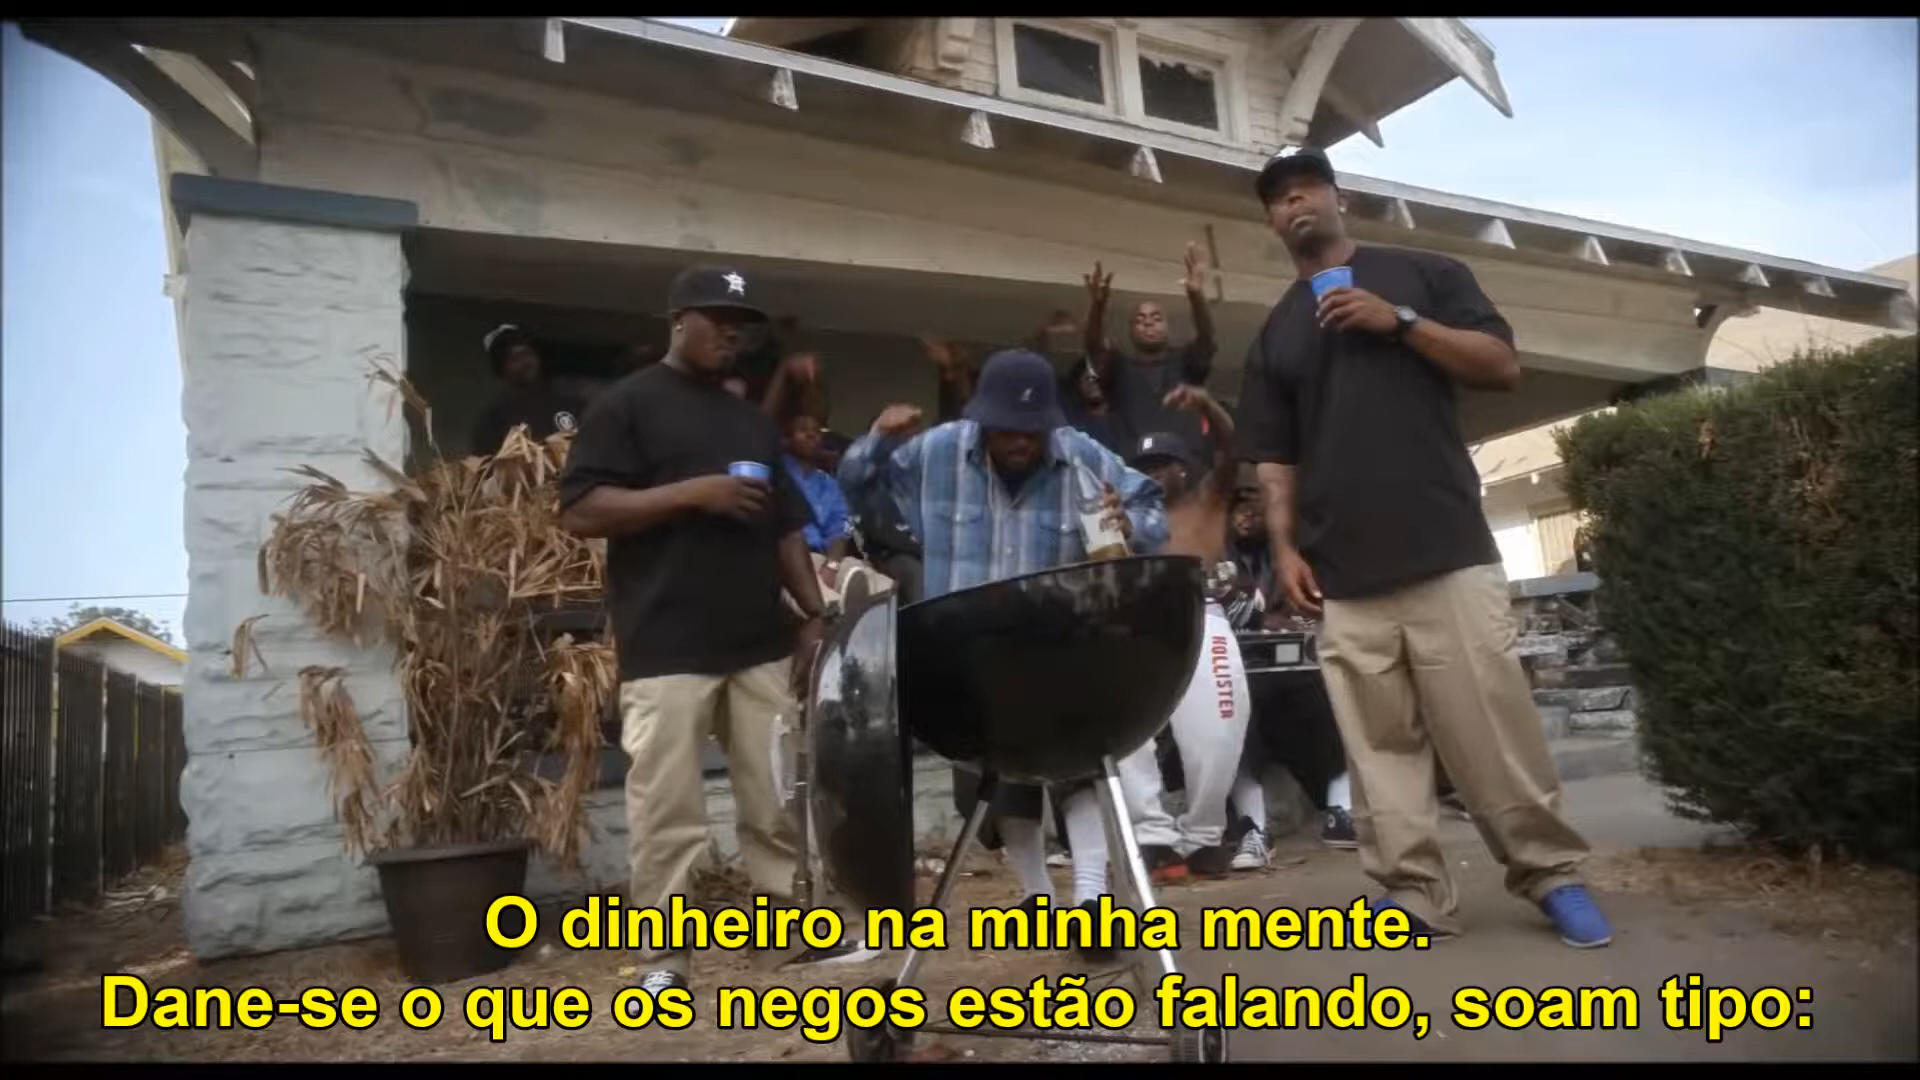 HOLLISTER
O dinheiro na minha mente.
Dane-se o que os negos estão falando, soam tipo: